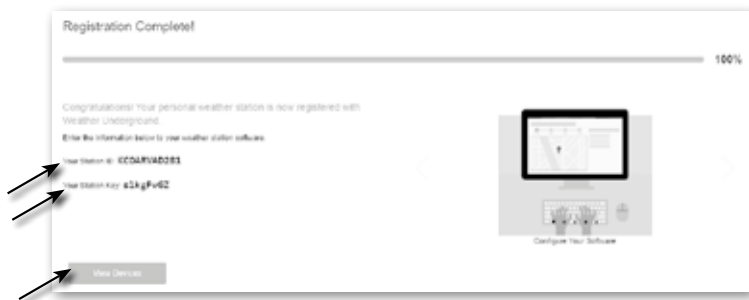 Registration Complete!
100%
Congratulations! Your personal weather station is now registered with
Weather Underground.
Enter the information below to your weather station software.
Your Station ID: KCOARVAD281
Your Station Key:
View Devices
Configure Your Software